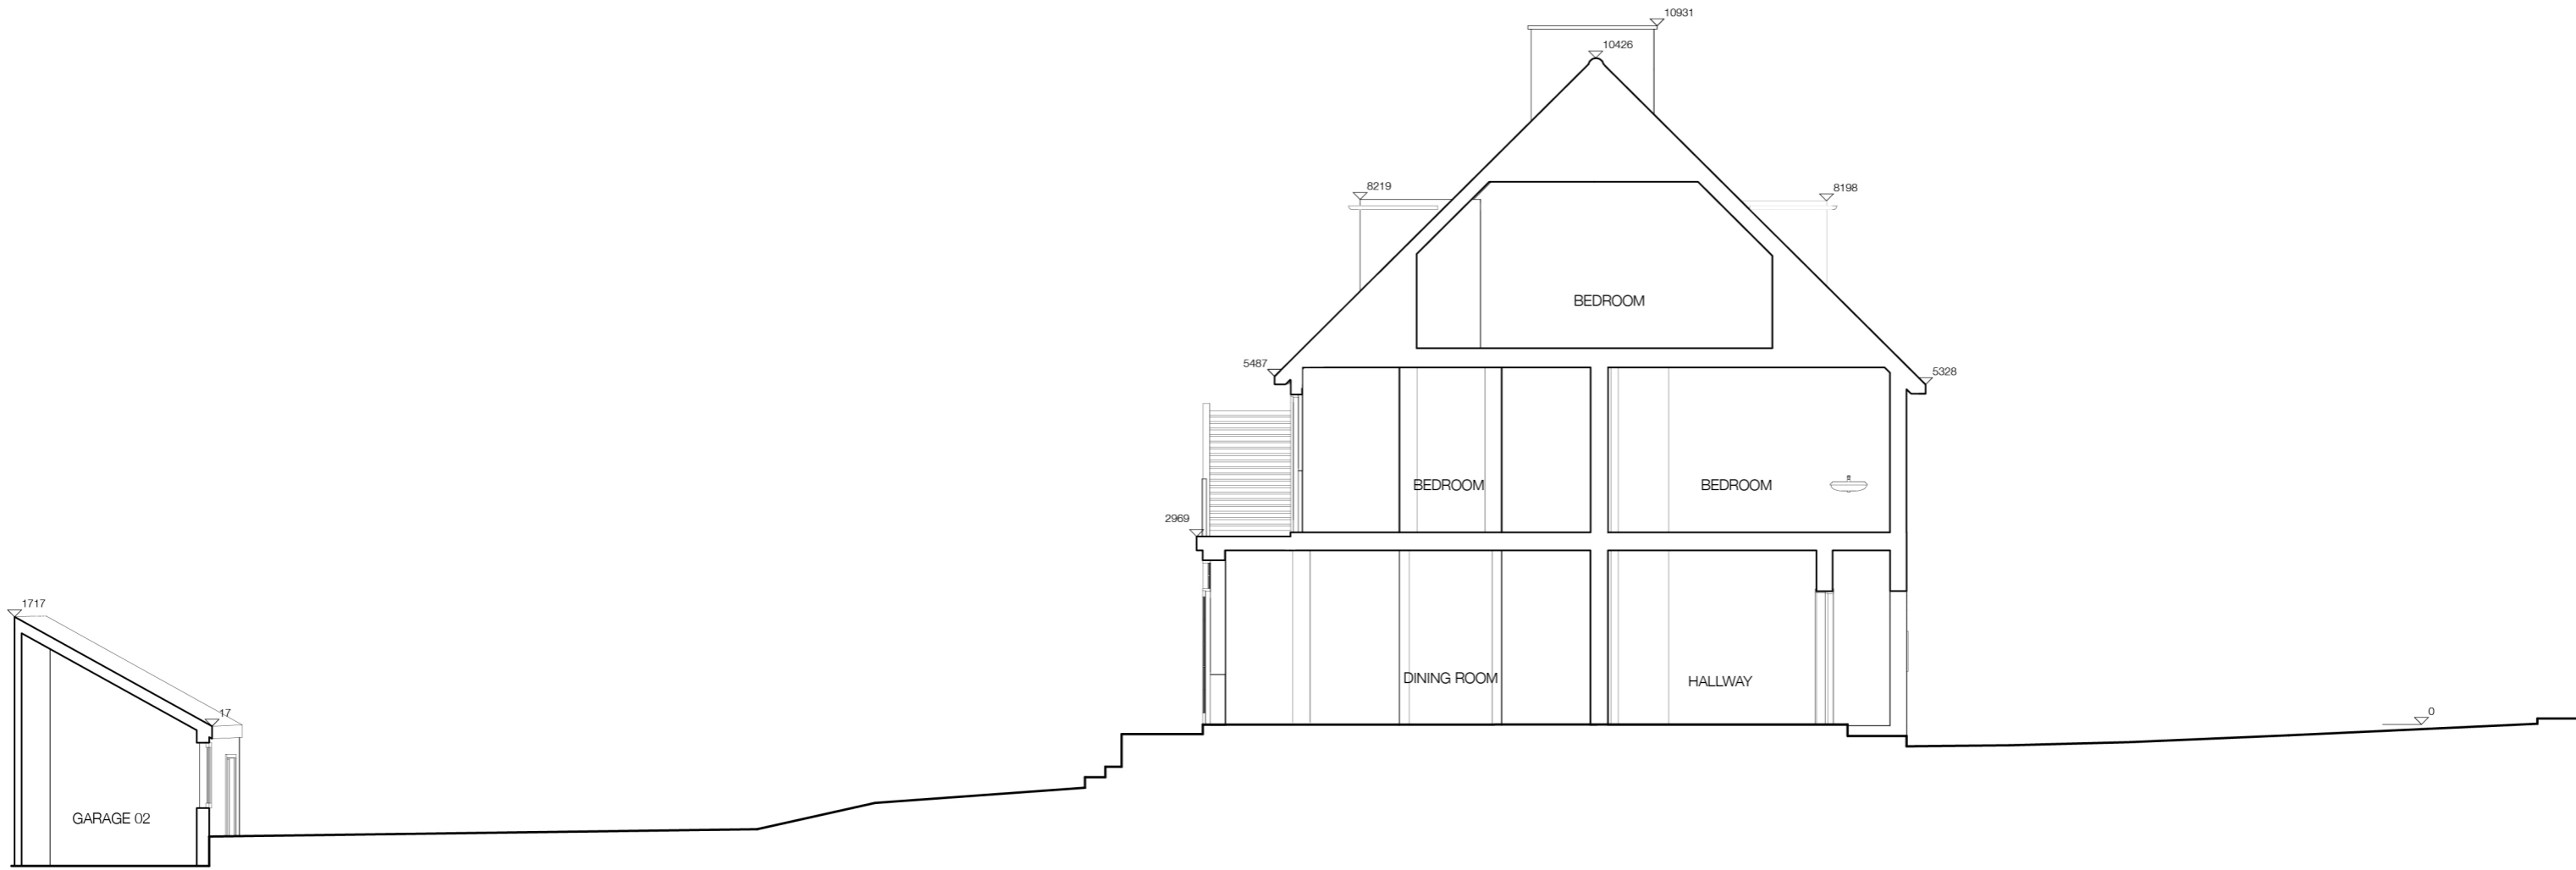 10931
10426
8219
8198
BEDROOM
5487
5328
BEDROOM
BEDROOM
2969
1717
DINING ROOM
HALLWAY
17
0
GARAGE 02